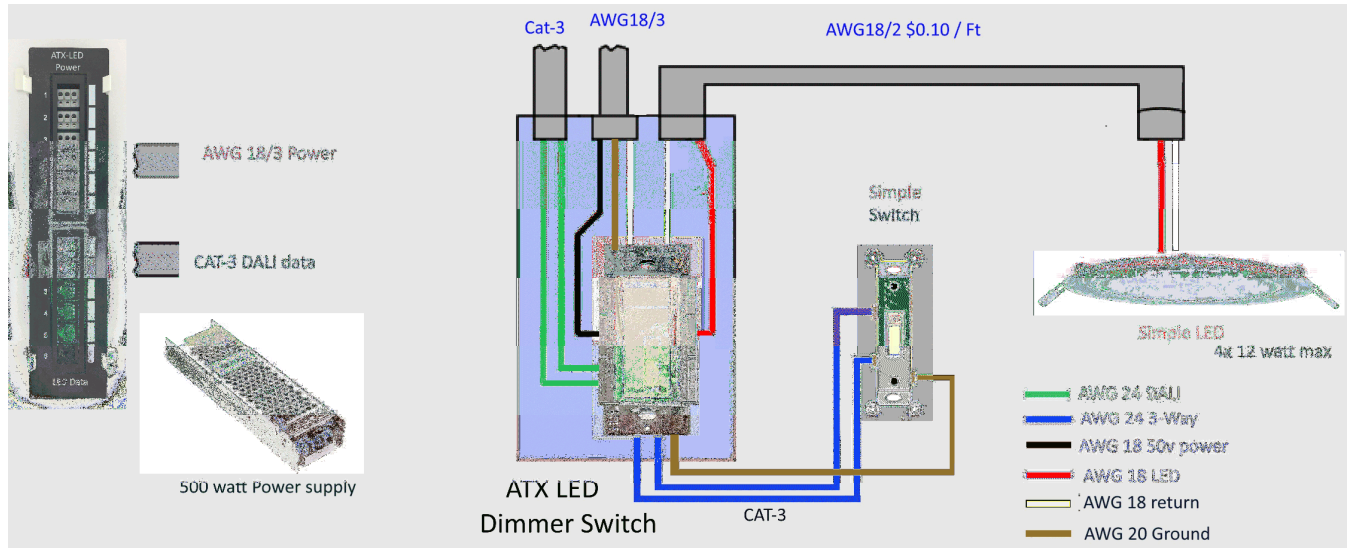 ATX-LED
Power
1
2
3
4
5
6
LED Data
AWG 18/3 Power
CAT-3 DALI data
500 watt Power supply
Cat-3
AWG18/3
AWG18/2 $0.10 / Ft
Simple
Switch
ATX LED
Dimmer Switch
CAT-3
Simple LED
4x 12 watt max
AWG 24 DALI
AWG 24 3-Way
AWG 18 50v power
AWG 18 LED
AWG 18 return
AWG 20 Ground